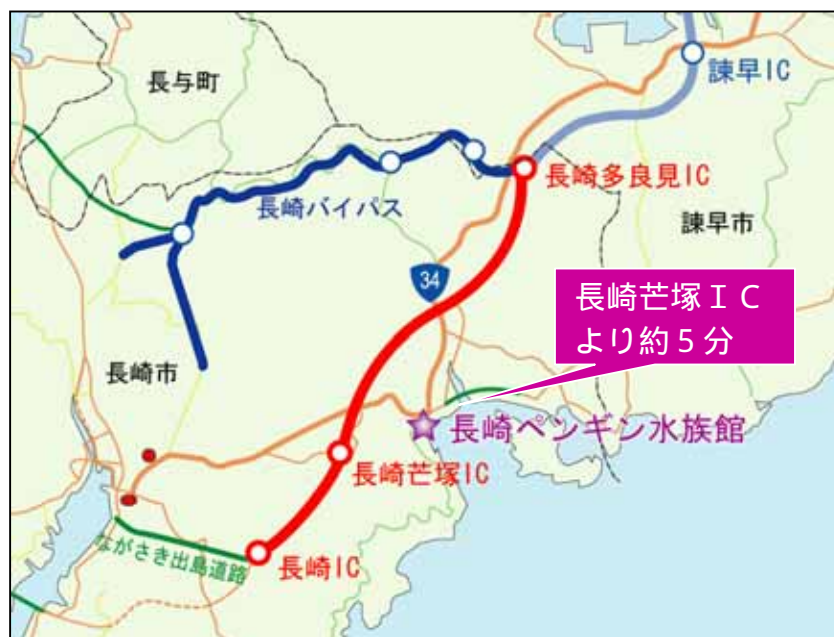 長与町
諫早IC
長崎多良見IC
長崎バイパス
諫早市
34
長崎芒塚ＩＣ
より約５分
長崎市
長崎ペンギン水族館
長崎芒塚IC
ながさき出島道路
長崎IC